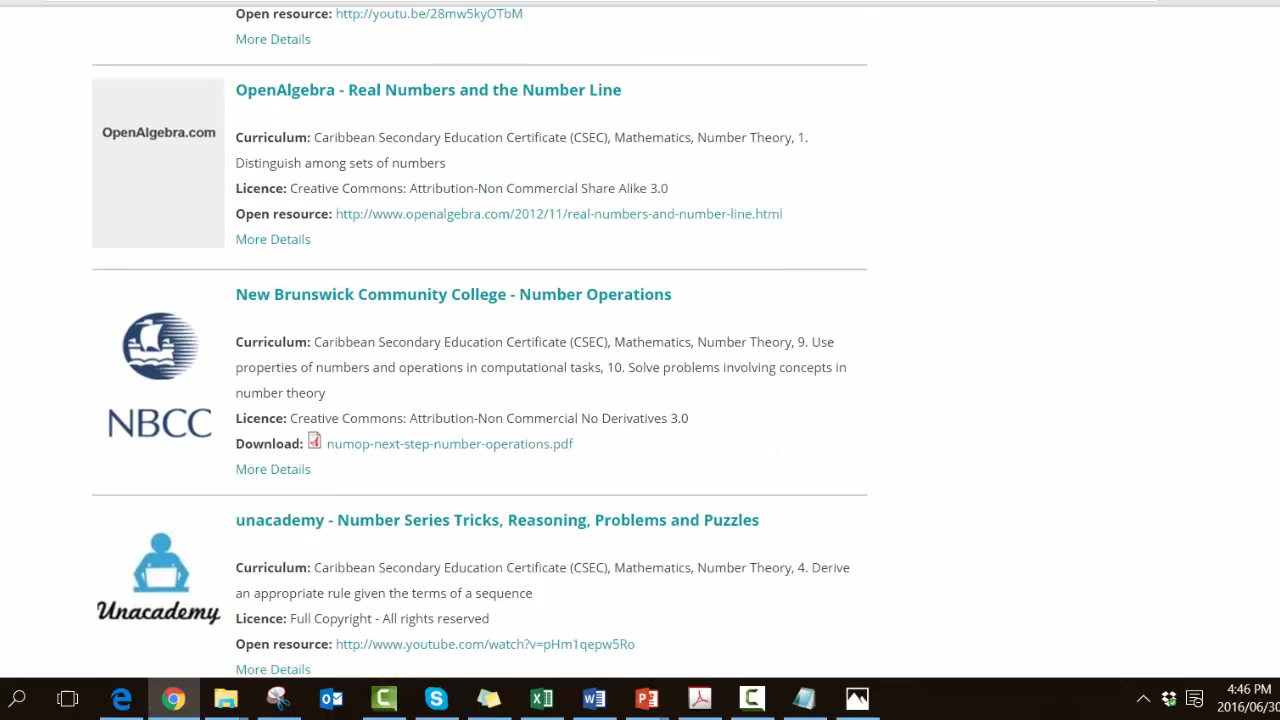 Open resource: http://youtu.be/28mw5kyOTbM
More Details
OpenAlgebra.com
OpenAlgebra - Real Numbers and the Number Line
Curriculum: Caribbean Secondary Education Certificate (CSEC), Mathematics, Number Theory, 1.
Distinguish among sets of numbers
Licence: Creative Commons: Attribution-Non Commercial Share Alike 3.0
Open resource: http://www.openalgebra.com/2012/11/real-numbers-and-number-line.html
More Details
NBCC
New Brunswick Community College - Number Operations
Curriculum: Caribbean Secondary Education Certificate (CSEC), Mathematics, Number Theory, 9. Use
properties of numbers and operations in computational tasks, 10. Solve problems involving concepts in
number theory
Licence: Creative Commons: Attribution-Non Commercial No Derivatives 3.0
Download: numop-next-step-number-operations.pdf
More Details
Unacademy
unacademy - Number Series Tricks, Reasoning, Problems and Puzzles
Curriculum: Caribbean Secondary Education Certificate (CSEC), Mathematics, Number Theory, 4. Derive
an appropriate rule given the terms of a sequence
Licence: Full Copyright - All rights reserved
Open resource: http://www.youtube.com/watch?v=pHm1qepw5Ro
More Details
4:46 PM
2016/06/30